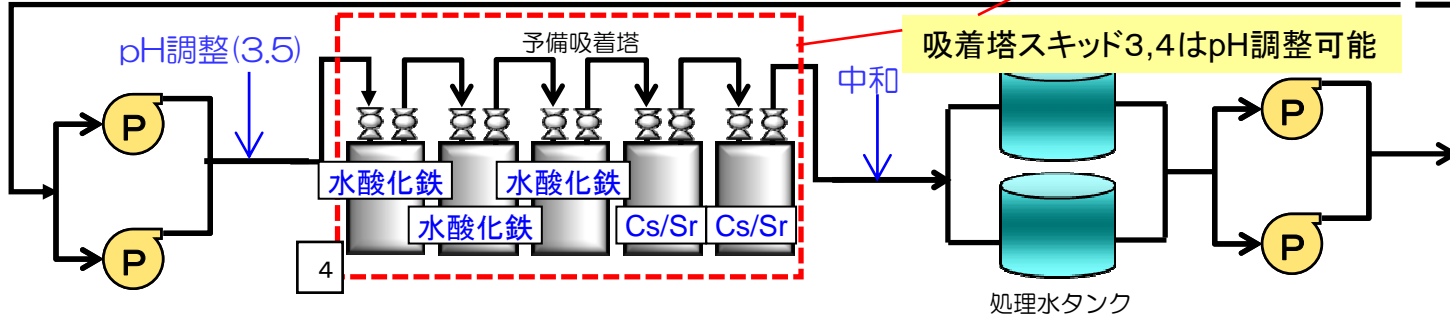 pH調整(3.5)
予備吸着塔
吸着塔スキッド3,4はpH調整可能
中和
P
P
水酸化鉄
水酸化鉄
水酸化鉄
Cs/Sr
Cs/Sr
P
P
4
処理水タンク